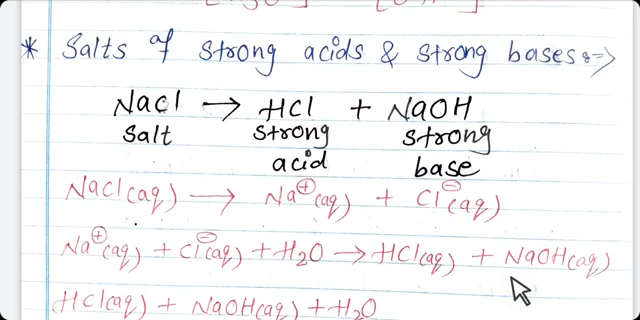 * Salts of strong acids & strong bases :=>
NaCl → HCl + NaOH
Salt strong strong
acid base
NaCl(aq) → Na⊕(aq) + Cl⊖(aq)
Na⊕(aq) + Cl⊖(aq) + H2O → HCl(aq) + NaOH(aq)
HCl(aq) + NaOH(aq) + H2O